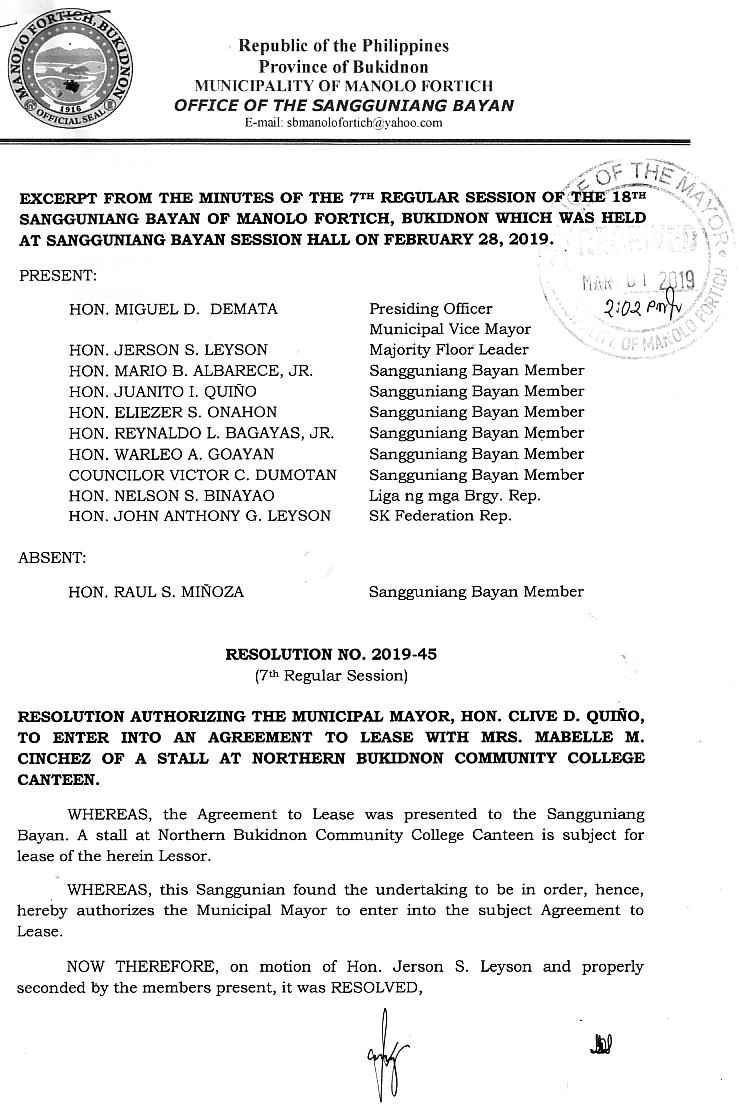 MANOLO FORTICH, BUKIDNON
1916
OFFICIAL SEAL
Republic of the Philippines
Province of Bukidnon
MUNICIPALITY OF MANOLO FORTICH
OFFICE OF THE SANGGUNIANG BAYAN
E-mail: sbmanolofortich@yahoo.com
EXCERPT FROM THE MINUTES OF THE 7TH REGULAR SESSION OF THE 18TH
SANGGUNIANG BAYAN OF MANOLO FORTICH, BUKIDNON WHICH WAS HELD
AT SANGGUNIANG BAYAN SESSION HALL ON FEBRUARY 28, 2019.
OF THE MAYOR
RECEIVED
MAR 01 2019
2:02 pm
OF MANOLO FORTICH
PRESENT:
HON. MIGUEL D. DEMATA Presiding Officer
Municipal Vice Mayor
HON. JERSON S. LEYSON Majority Floor Leader
HON. MARIO B. ALBARECE, JR. Sangguniang Bayan Member
HON. JUANITO I. QUIÑO Sangguniang Bayan Member
HON. ELIEZER S. ONAHON Sangguniang Bayan Member
HON. REYNALDO L. BAGAYAS, JR. Sangguniang Bayan Member
HON. WARLEO A. GOAYAN Sangguniang Bayan Member
COUNCILOR VICTOR C. DUMOTAN Sangguniang Bayan Member
HON. NELSON S. BINAYAO Liga ng mga Brgy. Rep.
HON. JOHN ANTHONY G. LEYSON SK Federation Rep.
ABSENT:
HON. RAUL S. MIÑOZA Sangguniang Bayan Member
RESOLUTION NO. 2019-45
(7th Regular Session)
RESOLUTION AUTHORIZING THE MUNICIPAL MAYOR, HON. CLIVE D. QUIÑO,
TO ENTER INTO AN AGREEMENT TO LEASE WITH MRS. MABELLE M.
CINCHEZ OF A STALL AT NORTHERN BUKIDNON COMMUNITY COLLEGE
CANTEEN.
WHEREAS, the Agreement to Lease was presented to the Sangguniang
Bayan. A stall at Northern Bukidnon Community College Canteen is subject for
lease of the herein Lessor.
WHEREAS, this Sanggunian found the undertaking to be in order, hence,
hereby authorizes the Municipal Mayor to enter into the subject Agreement to
Lease.
NOW THEREFORE, on motion of Hon. Jerson S. Leyson and properly
seconded by the members present, it was RESOLVED,